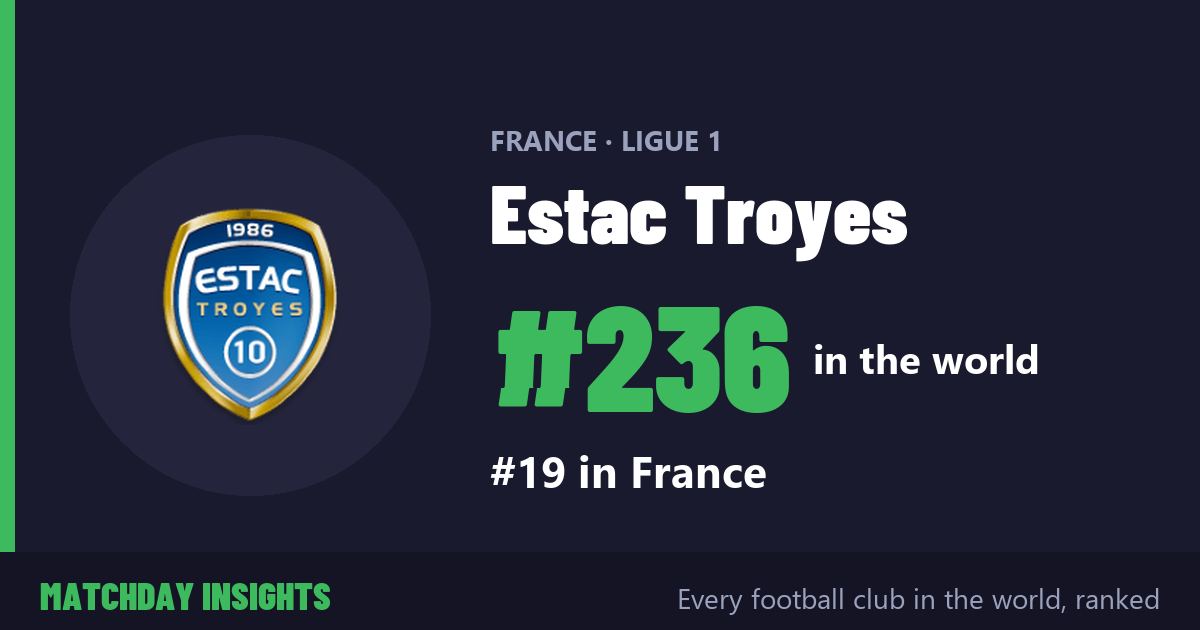 FRANCE · LIGUE 1
Estac Troyes
1986
ESTAC
TROYES
10
#236 in the world
#19 in France
MATCHDAY INSIGHTS
Every football club in the world, ranked